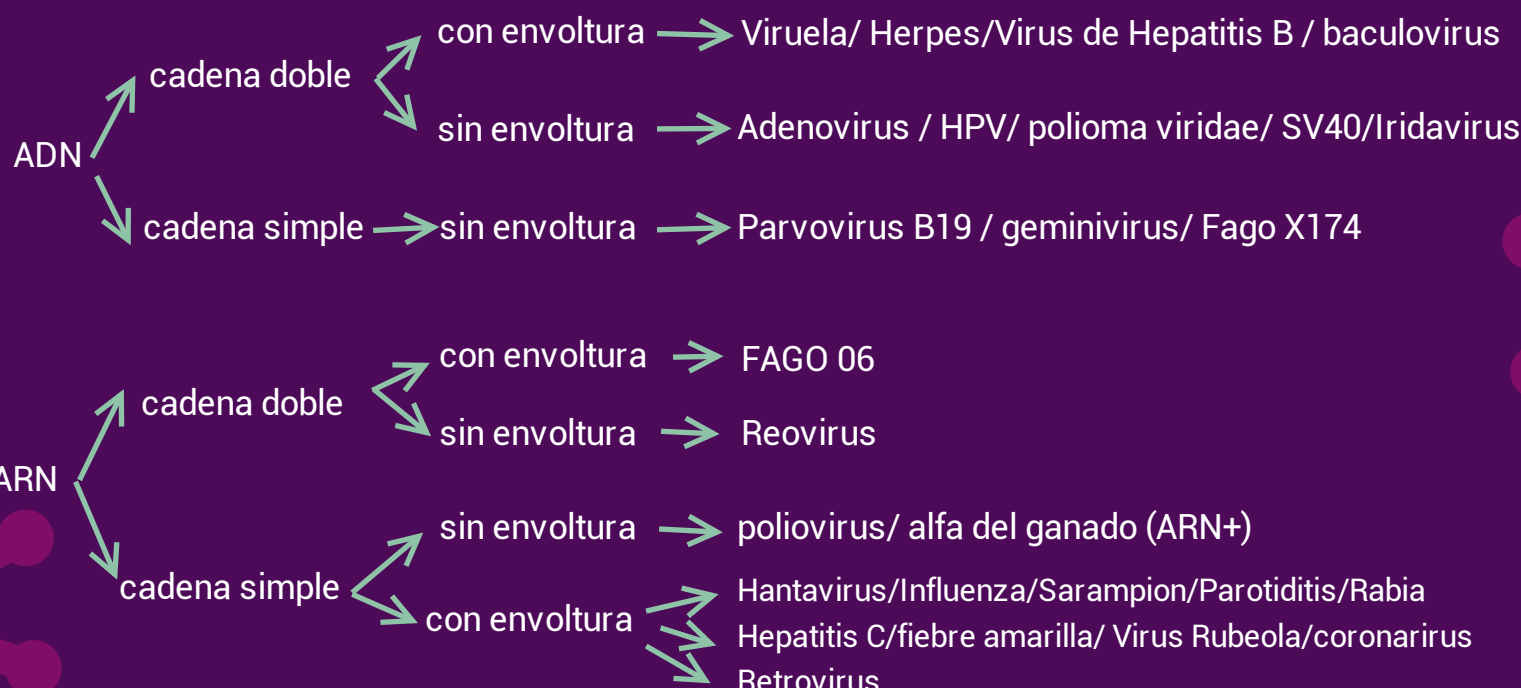 con envoltura Viruela/ Herpes/Virus de Hepatitis B / baculovirus
cadena doble
sin envoltura Adenovirus / HPV/ polioma viridae/ SV40/Iridavirus
ADN
cadena simple sin envoltura Parvovirus B19 / geminivirus/ Fago X174
con envoltura FAGO 06
cadena doble
sin envoltura Reovirus
ARN
sin envoltura poliovirus/ alfa del ganado (ARN+)
cadena simple
Hantavirus/Influenza/Sarampion/Parotiditis/Rabia
con envoltura
Hepatitis C/fiebre amarilla/ Virus Rubeola/coronarirus
Retrovirus